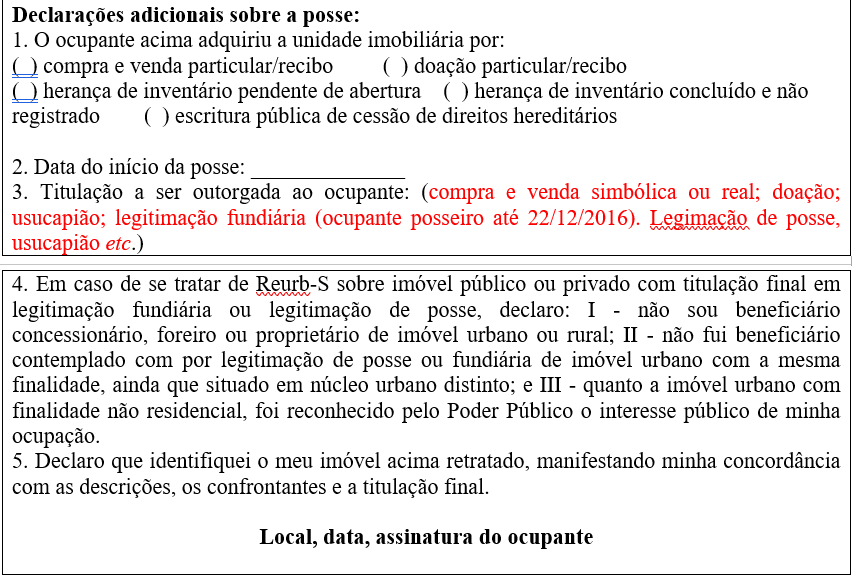 Declarações adicionais sobre a posse:
1. O ocupante acima adquiriu a unidade imobiliária por:
( ) compra e venda particular/recibo ( ) doação particular/recibo
( ) herança de inventário pendente de abertura ( ) herança de inventário concluído e não
registrado ( ) escritura pública de cessão de direitos hereditários
2. Data do início da posse: _______________
3. Titulação a ser outorgada ao ocupante: (compra e venda simbólica ou real; doação;
usucapião; legitimação fundiária (ocupante posseiro até 22/12/2016). Legimação de posse,
usucapião etc.)
4. Em caso de se tratar de Reurb-S sobre imóvel público ou privado com titulação final em
legitimação fundiária ou legitimação de posse, declaro: I - não sou beneficiário
concessionário, foreiro ou proprietário de imóvel urbano ou rural; II - não fui beneficiário
contemplado com por legitimação de posse ou fundiária de imóvel urbano com a mesma
finalidade, ainda que situado em núcleo urbano distinto; e III - quanto a imóvel urbano com
finalidade não residencial, foi reconhecido pelo Poder Público o interesse público de minha
ocupação.
5. Declaro que identifiquei o meu imóvel acima retratado, manifestando minha concordância
com as descrições, os confrontantes e a titulação final.
Local, data, assinatura do ocupante